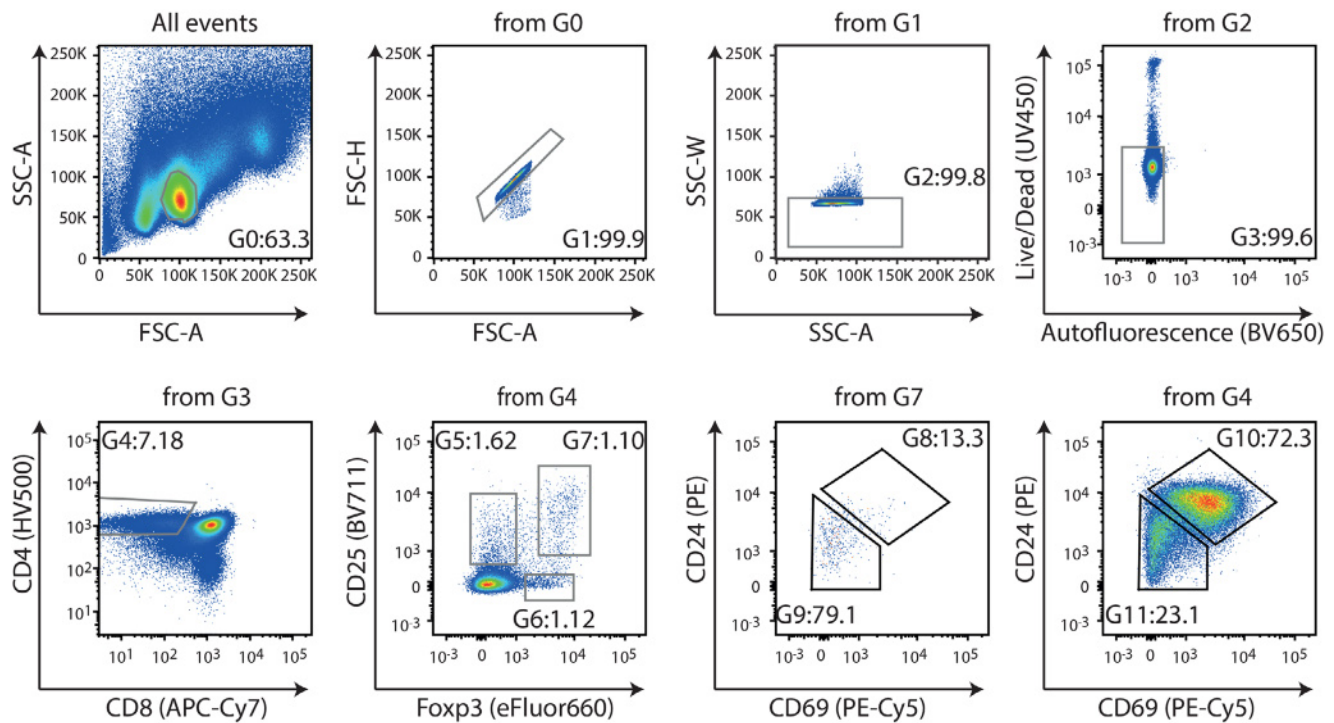 All events
from G0
from G1
from G2
250K
200K
150K
100K
50K
0
SSC-A
G0:63.3
0 50K 100K 150K 200K 250K
FSC-A
250K
200K
150K
100K
50K
0
FSC-H
G1:99.9
0 50K 100K 150K 200K 250K
FSC-A
250K
200K
150K
100K
50K
0
SSC-W
G2:99.8
50K 100K 150K 200K 250K
SSC-A
10⁵
10⁴
10³
0
10⁻³
Live/Dead (UV450)
G3:99.6
10⁻³ 0 10³ 10⁴ 10⁵
Autofluorescence (BV650)
from G3
from G4
from G7
from G4
10⁵
10⁴
10³
10²
10¹
CD4 (HV500)
G4:7.18
10¹ 10² 10³ 10⁴ 10⁵
CD8 (APC-Cy7)
10⁵
10⁴
10³
0
10⁻³
CD25 (BV711)
G5:1.62
G7:1.10
G6:1.12
10⁻³ 0 10³ 10⁴ 10⁵
Foxp3 (eFluor660)
10⁵
10⁴
10³
0
10⁻³
CD24 (PE)
G8:13.3
G9:79.1
10⁻³ 0 10³ 10⁴ 10⁵
CD69 (PE-Cy5)
10⁵
10⁴
10³
0
10⁻³
CD24 (PE)
G10:72.3
G11:23.1
10⁻³ 0 10³ 10⁴ 10⁵
CD69 (PE-Cy5)